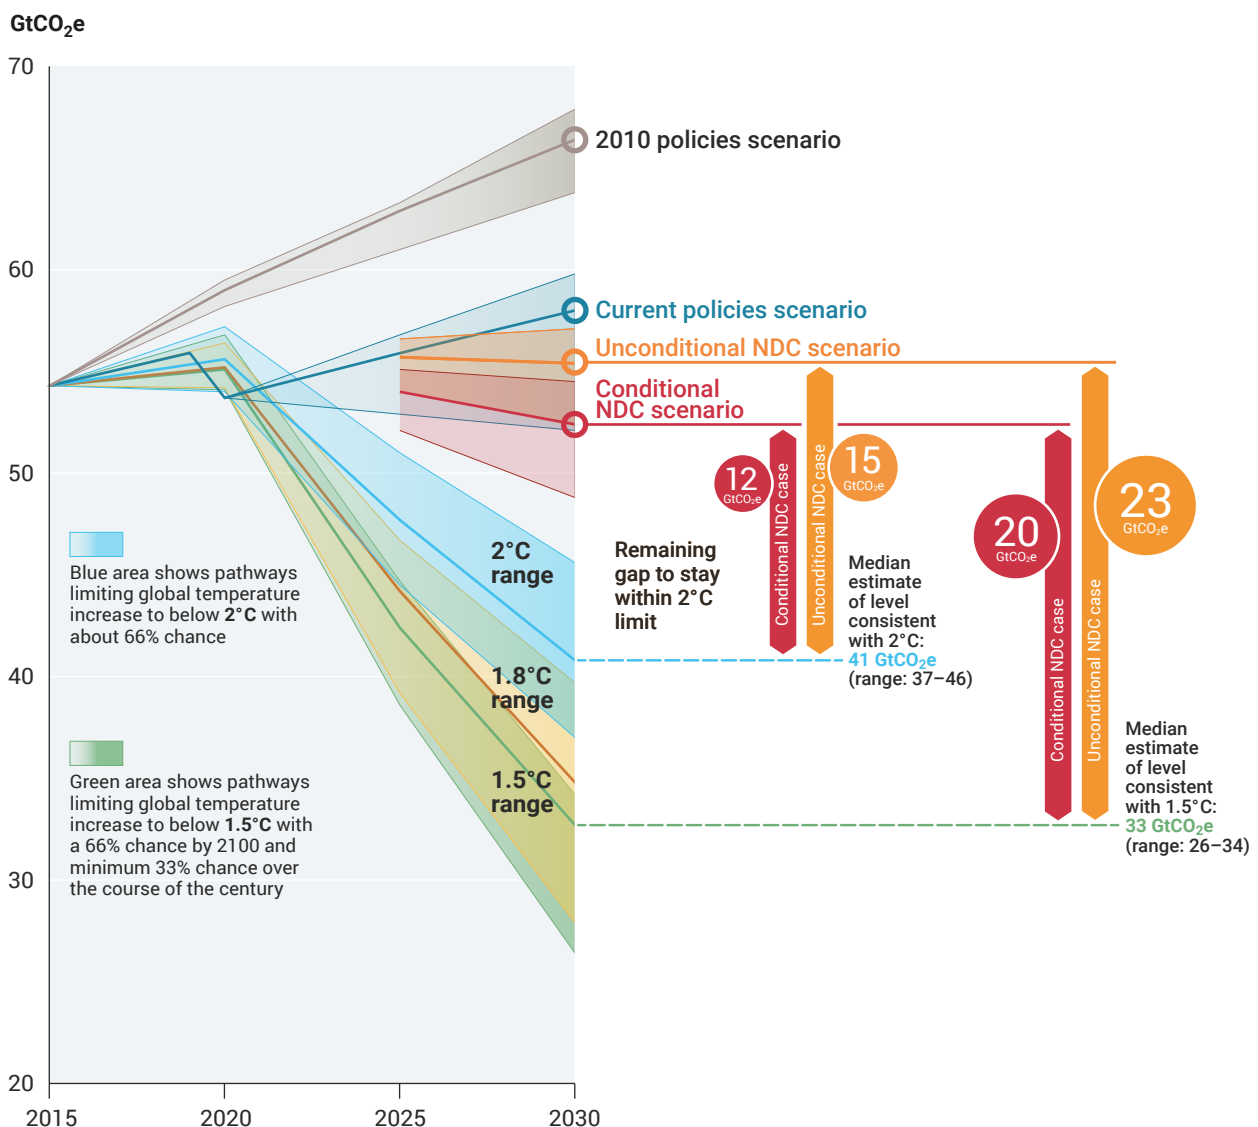 GtCO₂e
70
60
50
40
30
20
2015
2020
2025
2030
2010 policies scenario
Current policies scenario
Unconditional NDC scenario
Conditional
NDC scenario
Blue area shows pathways
limiting global temperature
increase to below 2°C with
about 66% chance
Green area shows pathways
limiting global temperature
increase to below 1.5°C with
a 66% chance by 2100 and
minimum 33% chance over
the course of the century
2°C
range
1.8°C
range
1.5°C
range
Remaining
gap to stay
within 2°C
limit
12
GtCO₂e
Conditional NDC case
Unconditional NDC case
15
GtCO₂e
Median
estimate
of level
consistent
with 2°C:
41 GtCO₂e
(range: 37–46)
20
GtCO₂e
Conditional NDC case
Unconditional NDC case
23
GtCO₂e
Median
estimate
of level
consistent
with 1.5°C:
33 GtCO₂e
(range: 26–34)